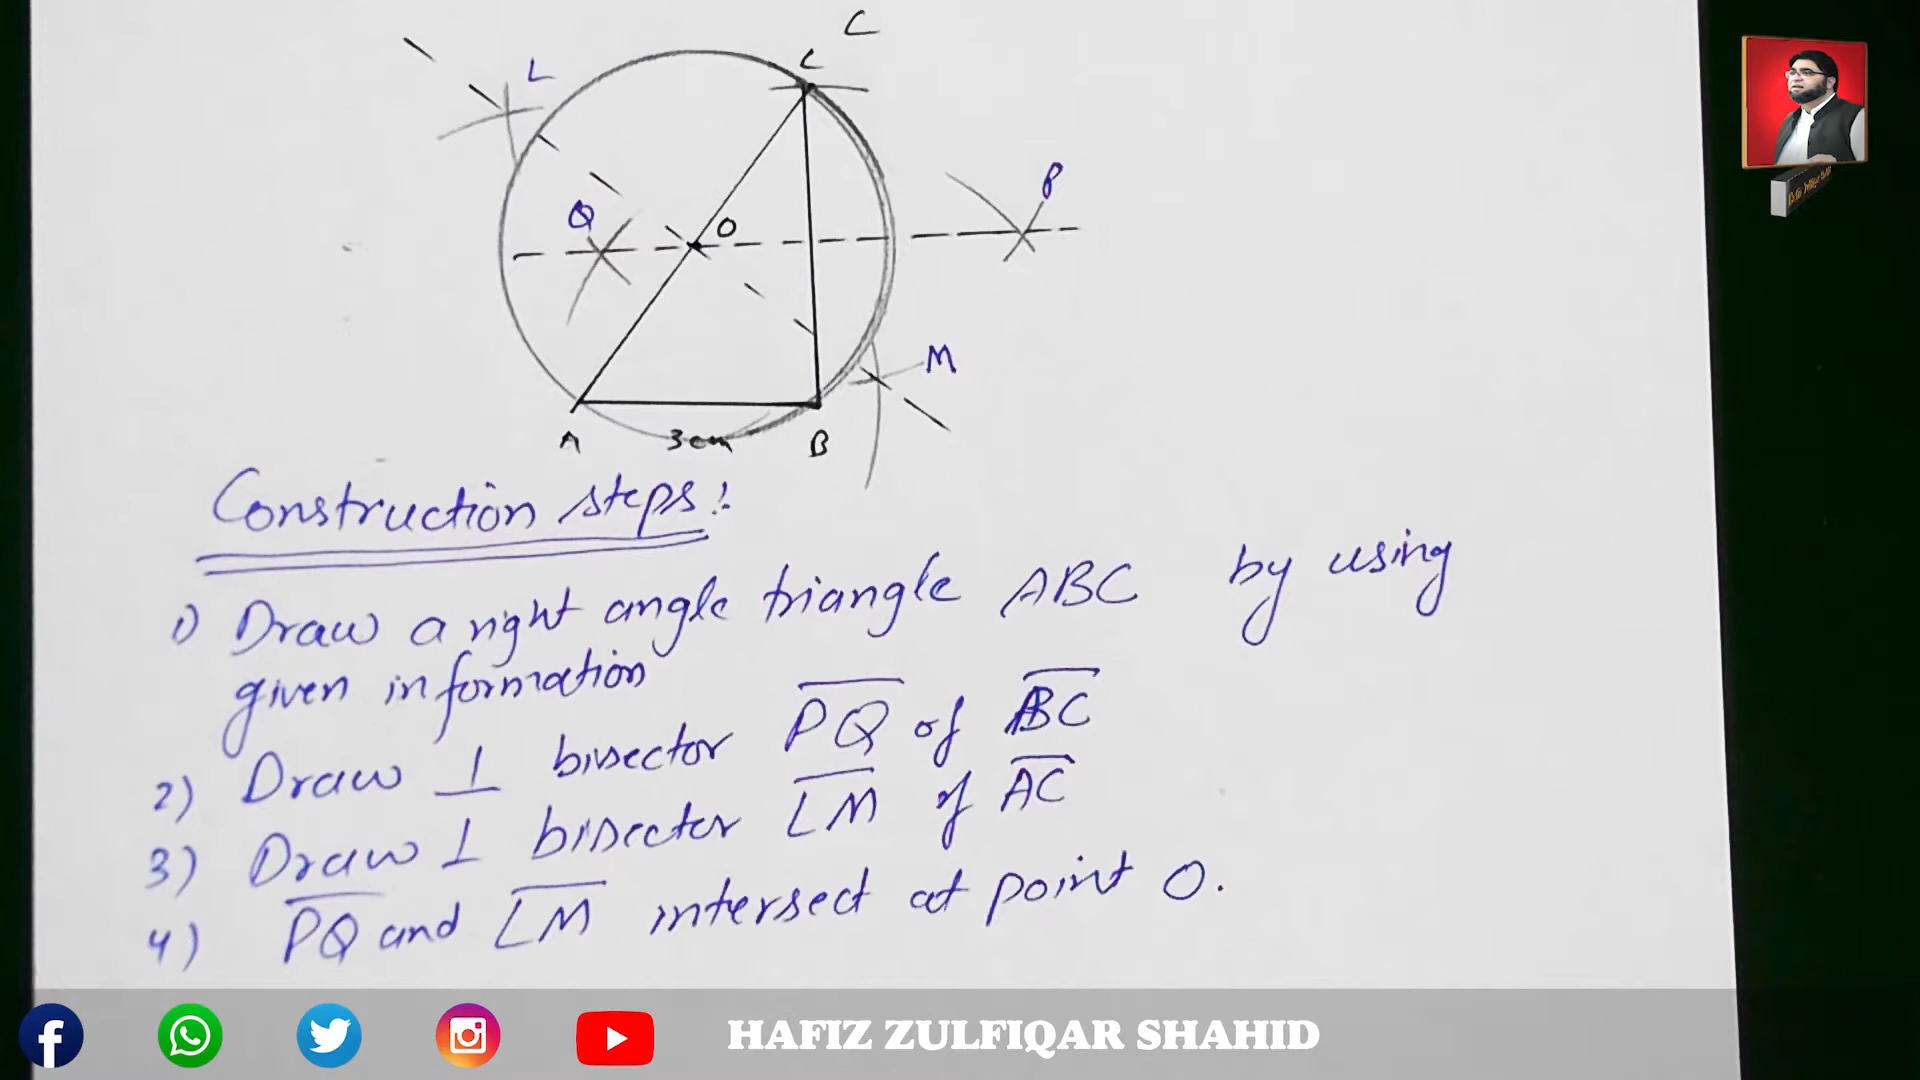 C
C
L
P
Q
O
M
A 3cm B
Construction steps:
1) Draw a right angle triangle ABC by using
given information
2) Draw ⊥ bisector PQ of BC
3) Draw ⊥ bisector LM of AC
4) PQ and LM intersect at point O.
HAFIZ ZULFIQAR SHAHID